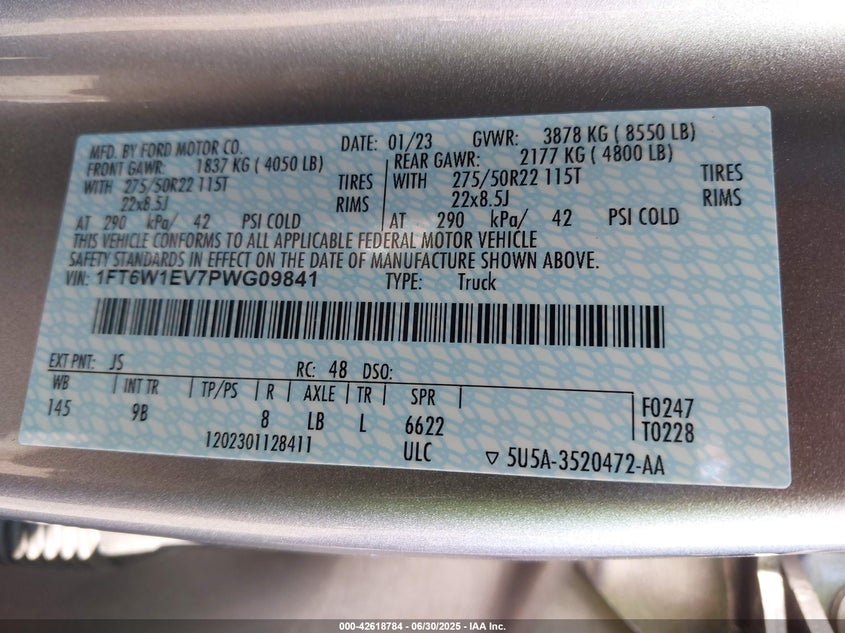 MFD. BY FORD MOTOR CO. DATE: 01/23 GVWR: 3878 KG ( 8550 LB)
FRONT GAWR: 1837 KG ( 4050 LB) REAR GAWR: 2177 KG ( 4800 LB)
WITH 275/50R22 115T TIRES WITH 275/50R22 115T TIRES
22x8.5J RIMS 22x8.5J RIMS
AT 290 kPa/ 42 PSI COLD AT 290 kPa/ 42 PSI COLD
THIS VEHICLE CONFORMS TO ALL APPLICABLE FEDERAL MOTOR VEHICLE
SAFETY STANDARDS IN EFFECT ON THE DATE OF MANUFACTURE SHOWN ABOVE.
VIN: 1FT6W1EV7PWG09841 TYPE: Truck
EXT PNT: JS RC: 48 DSO:
WB INT TR TP/PS R AXLE TR SPR F0247
145 9B 8 LB L 6622 T0228
1202301128411 ULC ▽ 5U5A-3520472-AA
000-42618784 - 06/30/2025 - IAA Inc.